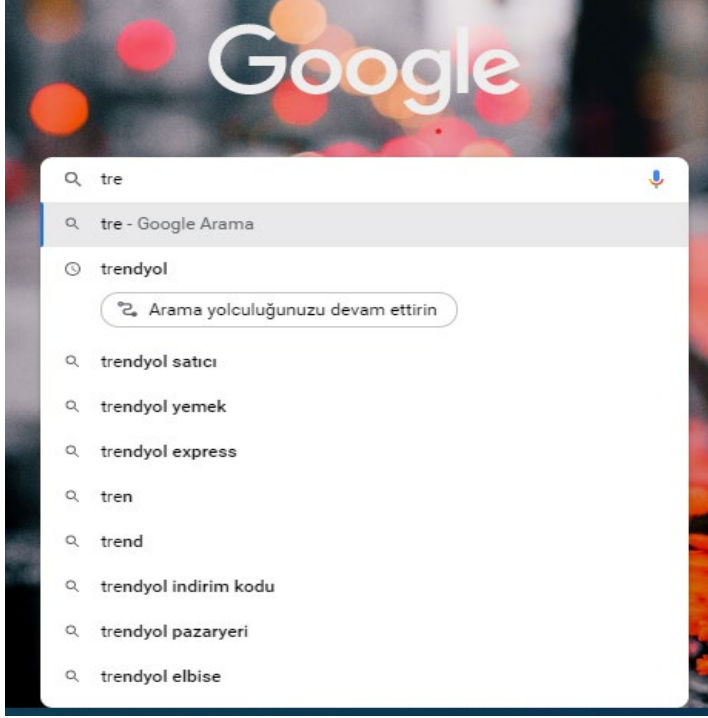 Google
tre
tre - Google Arama
trendyol
Arama yolculuğunuzu devam ettirin
trendyol satıcı
trendyol yemek
trendyol express
tren
trend
trendyol indirim kodu
trendyol pazaryeri
trendyol elbise